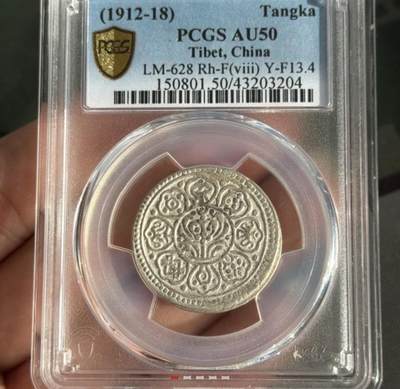 (1912-18) Tangka
PCGS AU50
Tibet, China
LM-628 Rh-F(viii) Y-F13.4
150801.50/43203204
PCGS